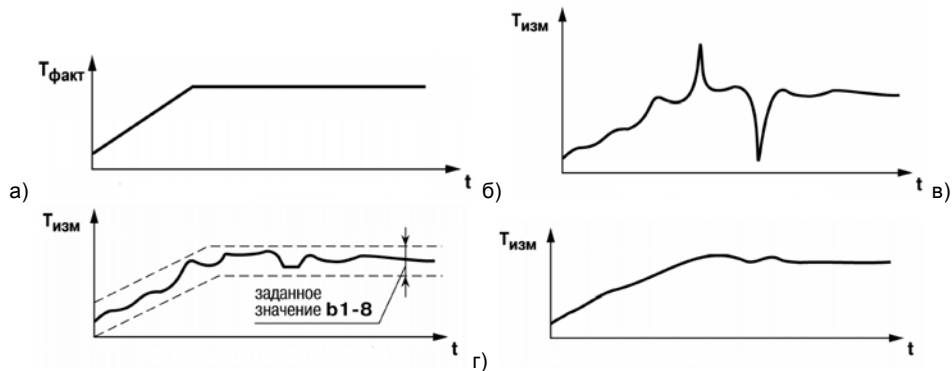 Тфакт
t
а)
Тизм
t
б)
в)
Тизм
заданное
значение b1-8
t
г)
Тизм
t